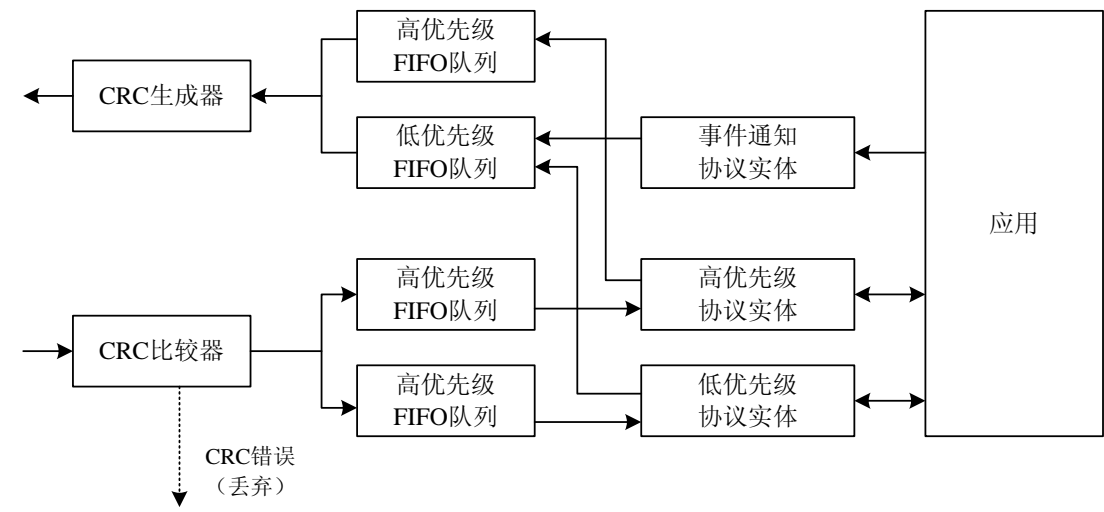 高优先级
FIFO队列
CRC生成器
低优先级
FIFO队列
事件通知
协议实体
应用
高优先级
FIFO队列
高优先级
协议实体
CRC比较器
高优先级
FIFO队列
低优先级
协议实体
CRC错误
（丢弃）